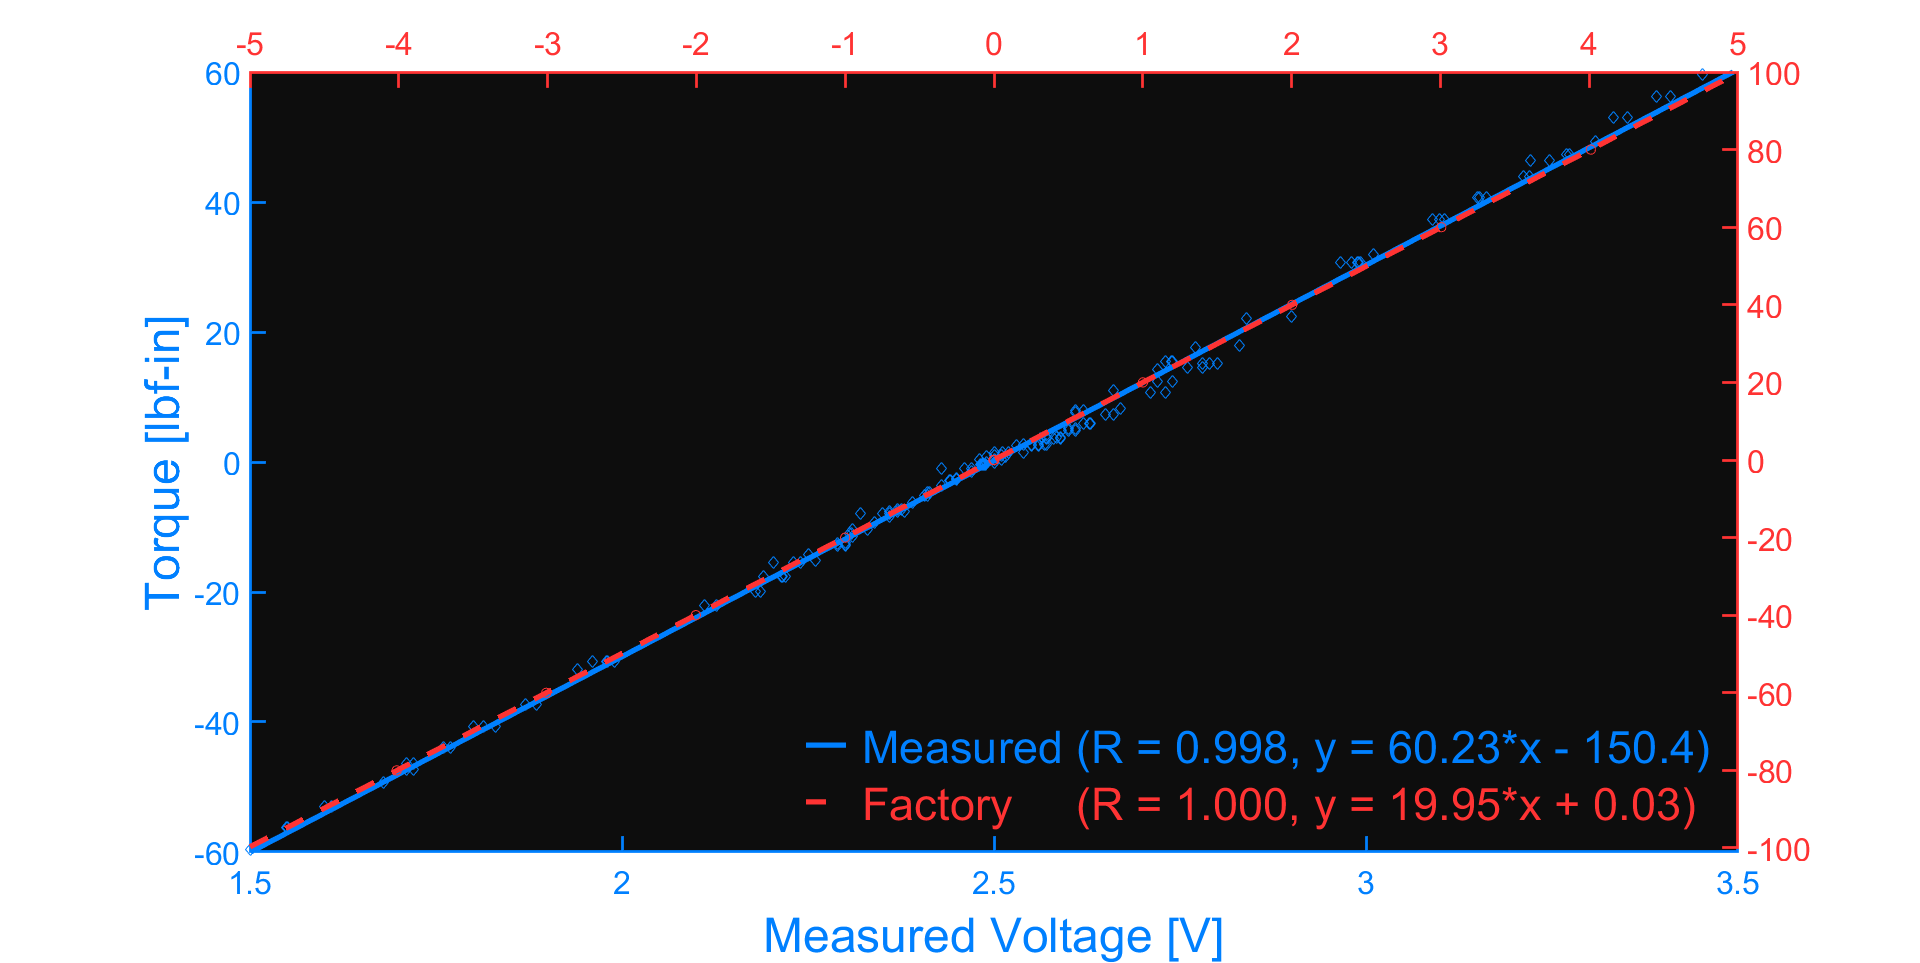 -5 -4 -3 -2 -1 0 1 2 3 4 5
60 100
80
40 60
40
20 20
0 0
-20
-20 -40
-40 -60
-80
-60 -100
Torque [lbf-in]
Measured (R = 0.998, y = 60.23*x - 150.4)
Factory (R = 1.000, y = 19.95*x + 0.03)
1.5 2 2.5 3 3.5
Measured Voltage [V]